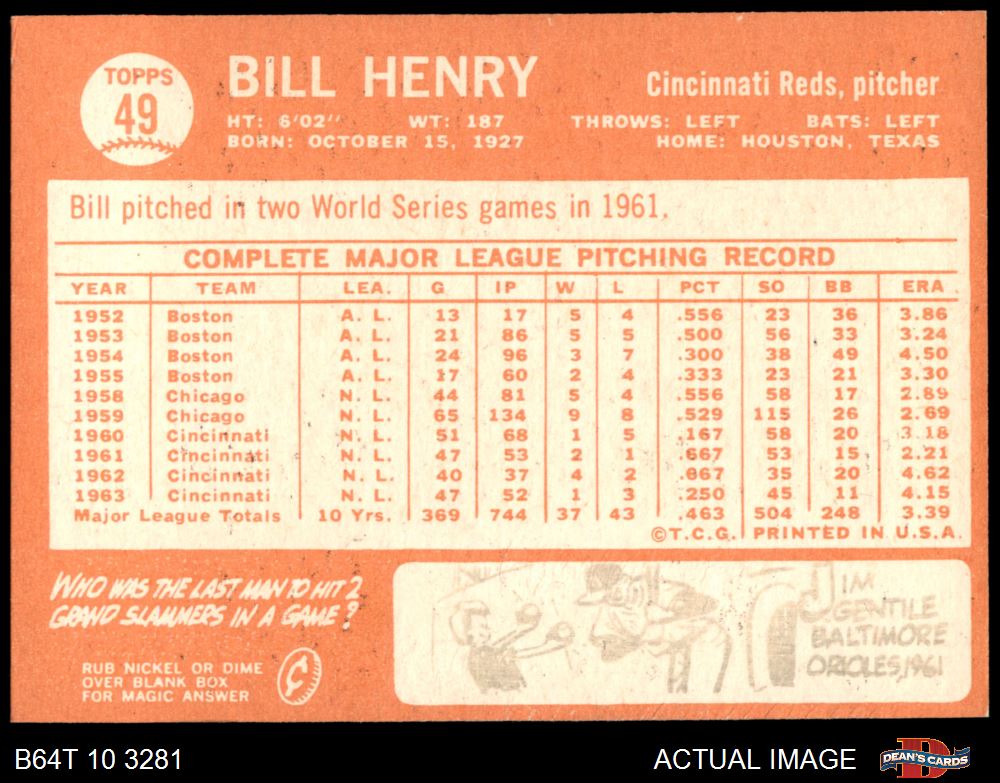 TOPPS
49
BILL HENRY
Cincinnati Reds, pitcher
HT: 6'02" WT: 187 THROWS: LEFT BATS: LEFT
BORN: OCTOBER 15, 1927 HOME: HOUSTON, TEXAS
Bill pitched in two World Series games in 1961.
COMPLETE MAJOR LEAGUE PITCHING RECORD
YEAR TEAM LEA. G IP W L PCT SO BB ERA
1952 Boston A. L. 13 17 5 4 .556 23 36 3.86
1953 Boston A. L. 21 86 5 5 .500 56 33 3.24
1954 Boston A. L. 24 96 3 7 .300 38 49 4.50
1955 Boston A. L. 17 60 2 4 .333 23 21 3.30
1958 Chicago N. L. 44 81 5 4 .556 58 17 2.89
1959 Chicago N. L. 65 134 9 8 .529 115 26 2.69
1960 Cincinnati N. L. 51 68 1 5 .167 58 20 3.18
1961 Cincinnati N. L. 47 53 2 1 .667 53 15 2.21
1962 Cincinnati N. L. 40 37 4 2 .667 35 20 4.62
1963 Cincinnati N. L. 47 52 1 3 .250 45 11 4.15
Major League Totals 10 Yrs. 369 744 37 43 .463 504 248 3.39
©T.C.G. PRINTED IN U.S.A.
WHO WAS THE LAST MAN TO HIT 2
GRAND SLAMMERS IN A GAME?
RUB NICKEL OR DIME
OVER BLANK BOX
FOR MAGIC ANSWER
JIM
GENTILE
BALTIMORE
ORIOLES, 1961
B64T 10 3281
ACTUAL IMAGE
DEAN'S CARDS